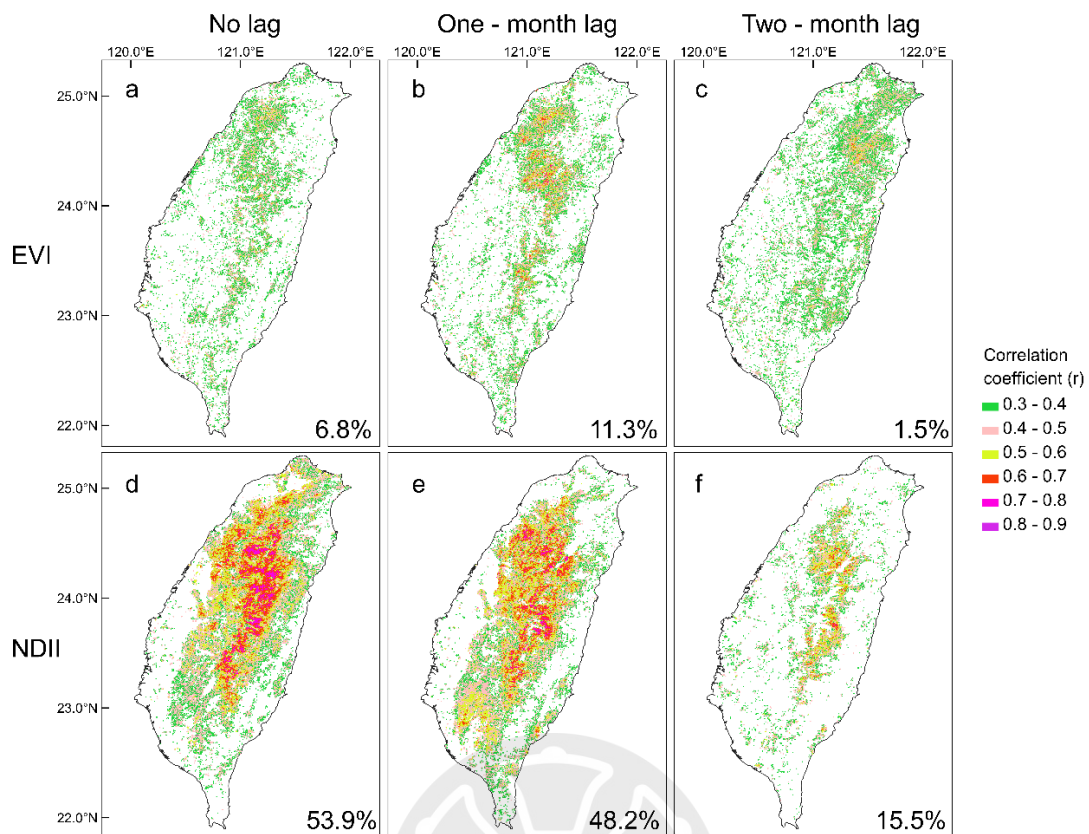 No lag
One - month lag
Two - month lag
120.0°E 121.0°E 122.0°E
120.0°E 121.0°E 122.0°E
120.0°E 121.0°E 122.0°E
25.0°N
24.0°N
23.0°N
22.0°N
EVI
a
6.8%
b
11.3%
c
1.5%
Correlation
coefficient (r)
0.3 - 0.4
0.4 - 0.5
0.5 - 0.6
0.6 - 0.7
0.7 - 0.8
0.8 - 0.9
25.0°N
24.0°N
23.0°N
22.0°N
NDII
d
53.9%
e
48.2%
f
15.5%